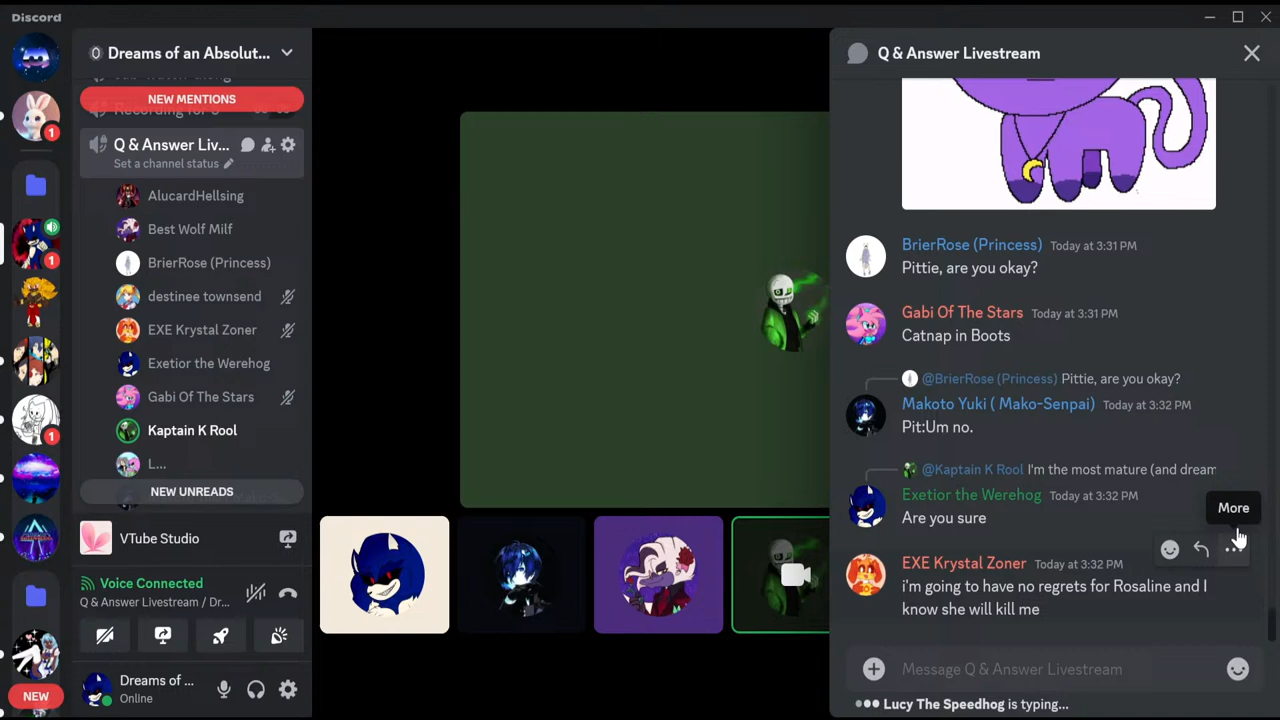 Discord
Dreams of an Absolut...
NEW MENTIONS
Q & Answer Liv...
Set a channel status
AlucardHellsing
Best Wolf Milf
BrierRose (Princess)
destinee townsend
EXE Krystal Zoner
Exetior the Werehog
Gabi Of The Stars
Kaptain K Rool
L...
NEW UNREADS
VTube Studio
Voice Connected
Q & Answer Livestream / Dr...
Dreams of ...
Online
NEW
1
1
1
Q & Answer Livestream
BrierRose (Princess) Today at 3:31 PM
Pittie, are you okay?
Gabi Of The Stars Today at 3:31 PM
Catnap in Boots
@BrierRose (Princess) Pittie, are you okay?
Makoto Yuki ( Mako-Senpai) Today at 3:32 PM
Pit:Um no.
@Kaptain K Rool I'm the most mature (and dream
Exetior the Werehog Today at 3:32 PM
Are you sure
More
EXE Krystal Zoner Today at 3:32 PM
i'm going to have no regrets for Rosaline and I
know she will kill me
Message Q & Answer Livestream
Lucy The Speedhog is typing...